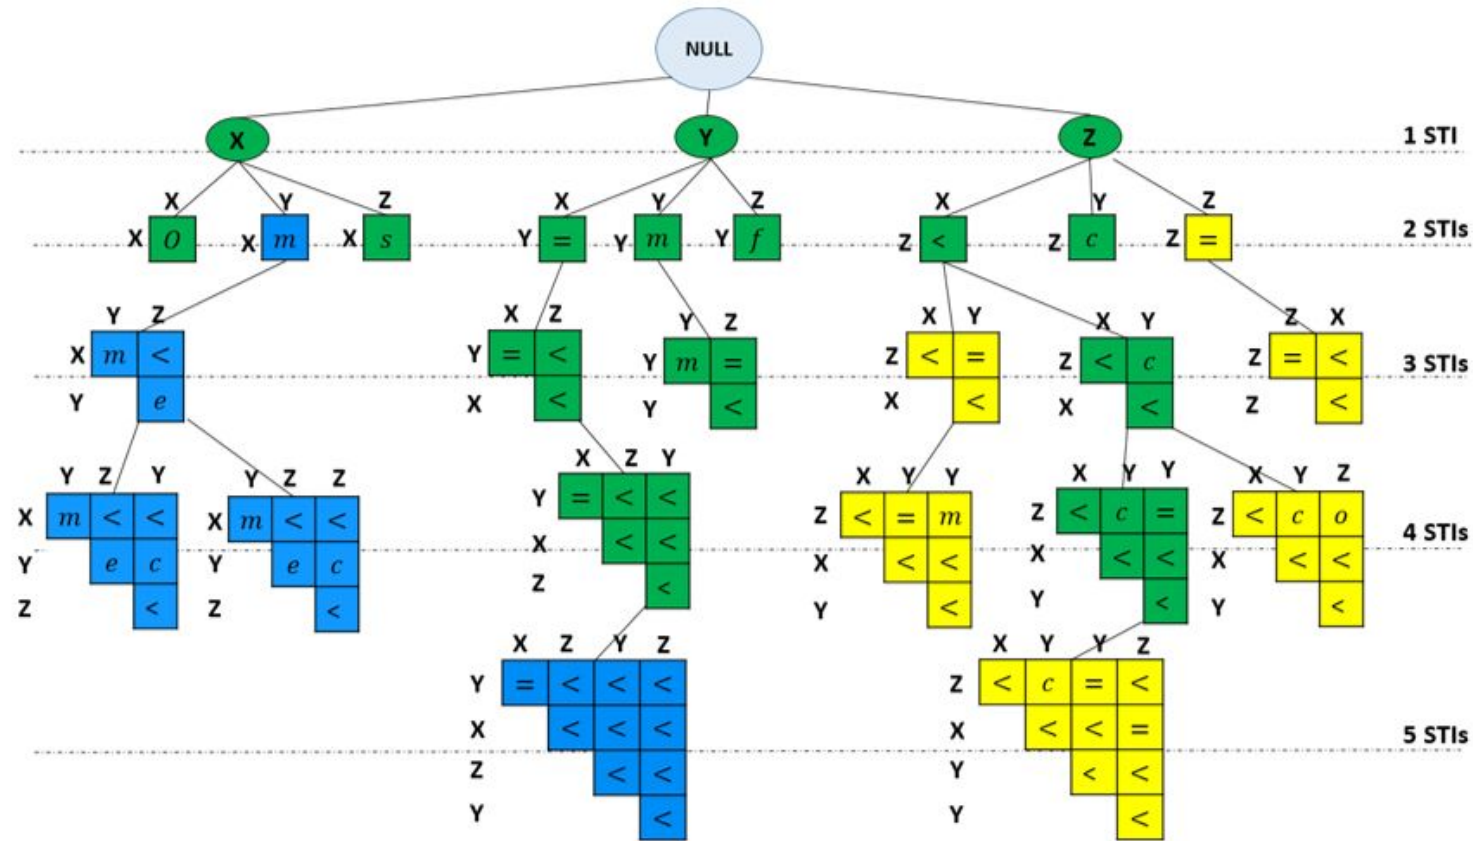 NULL
X Y Z 1 STI
X Y Z X Y Z X Y Z
X O X m X s Y = Y m Y f Z < Z c Z = 2 STIs
Y Z X Z Y Z X Y X Y Z X
X m < Y = < Y m = Z < = Z < c Z = < 3 STIs
Y e X < Y < X < X < Z <
Y Z Y Y Z Z X Z Y X Y Y X Y Y X Y Z
X m < < X m < < Y = < < Z < = m Z < c = Z < c o
Y e c Y e c X < < X < < X < < X < < 4 STIs
Z < Z < Z < Y < Y < Y <
X Z Y Z X Y Y Z
Y = < < < Z < c = <
X < < < X < < = 5 STIs
Z < < Y < <
Y < Y <